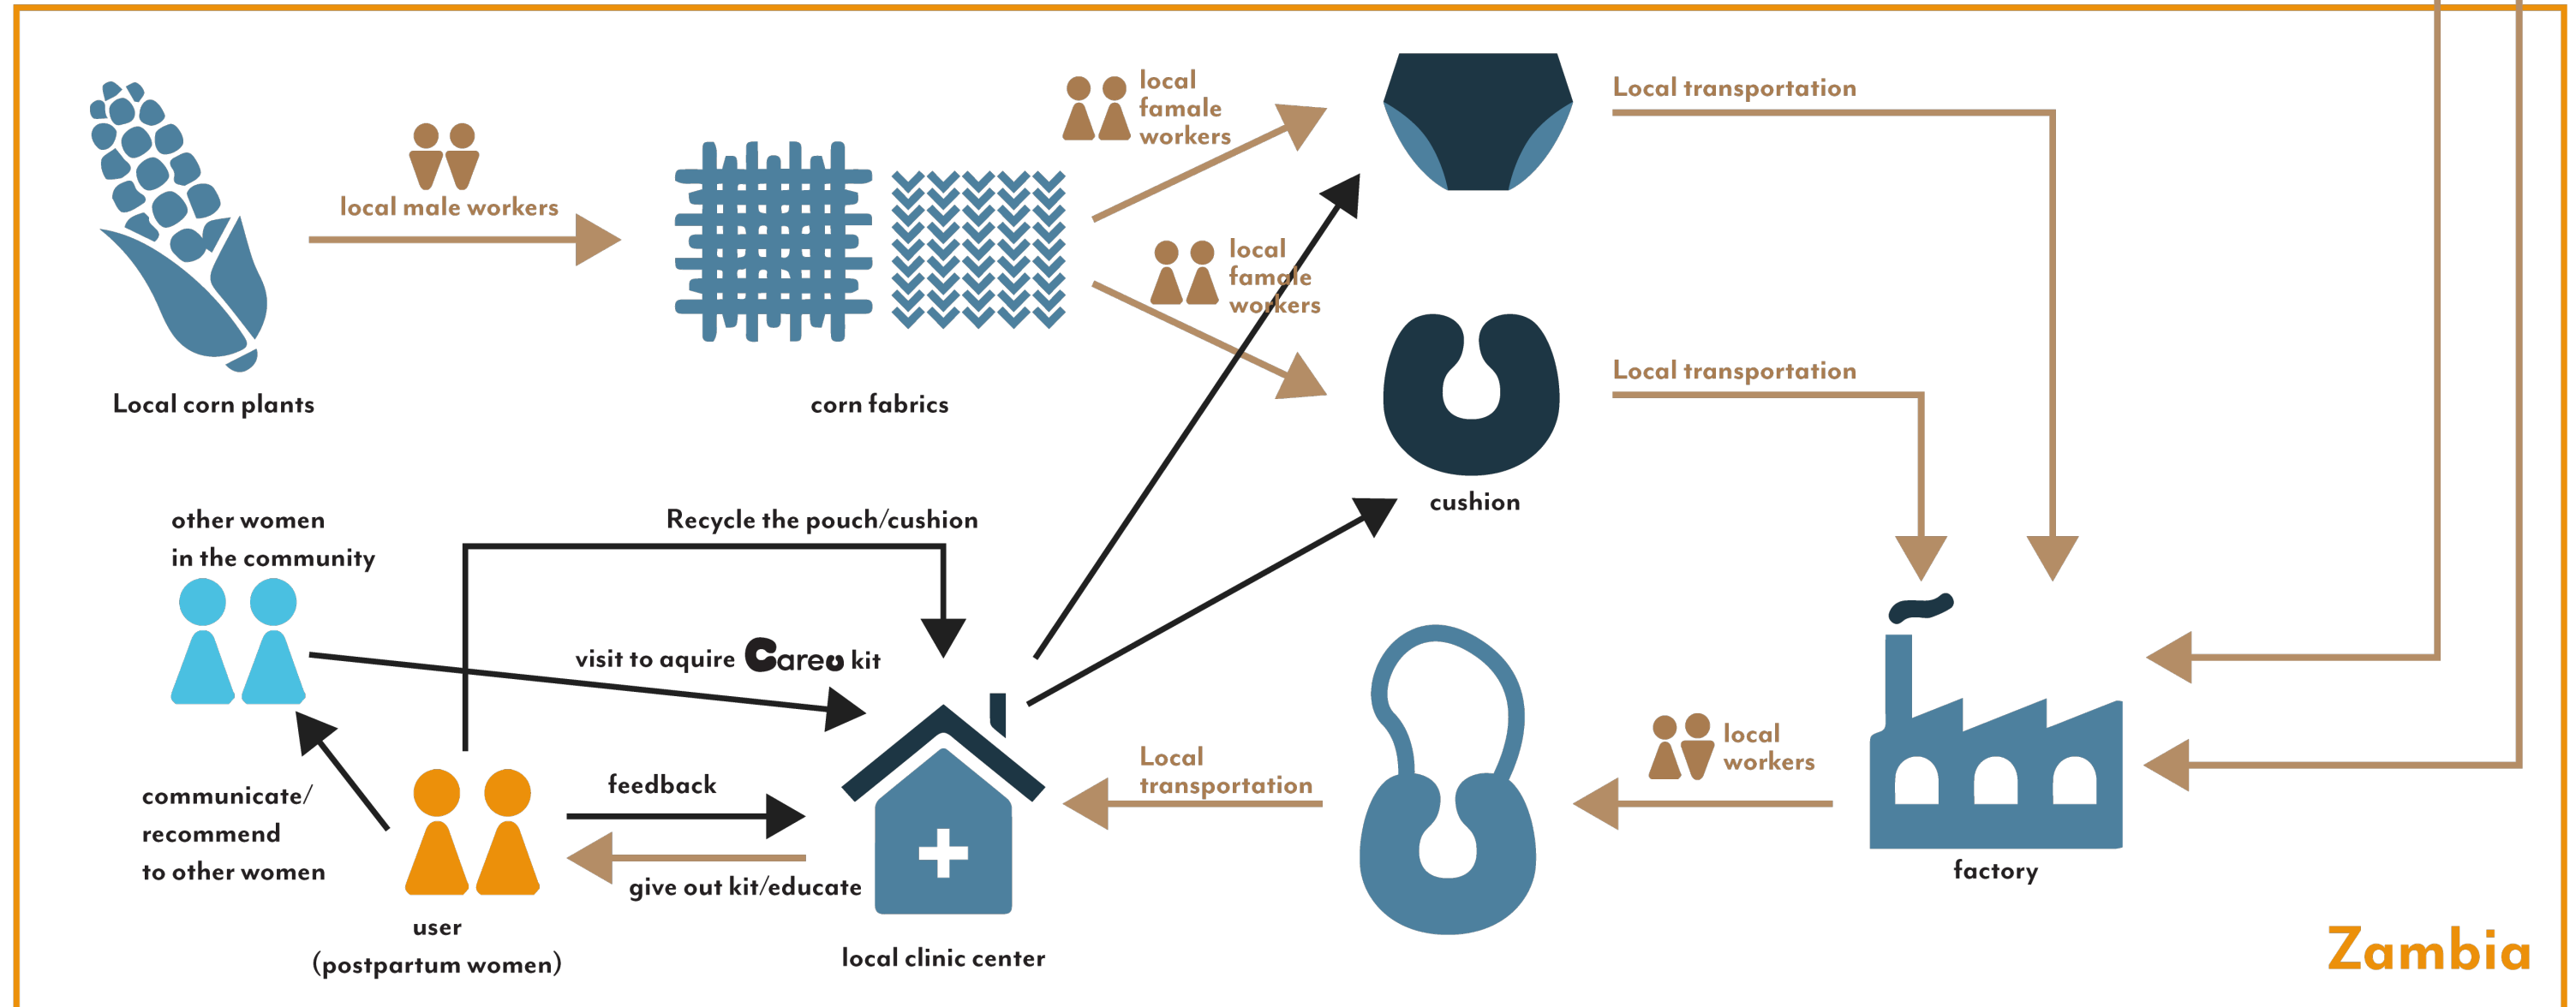 local
famale
workers
Local transportation
local male workers
local
famale
workers
Local transportation
Local corn plants
corn fabrics
cushion
other women
in the community
Recycle the pouch/cushion
visit to aquire Careu kit
communicate/
recommend
to other women
feedback
give out kit/educate
Local
transportation
local
workers
factory
user
(postpartum women)
local clinic center
Zambia